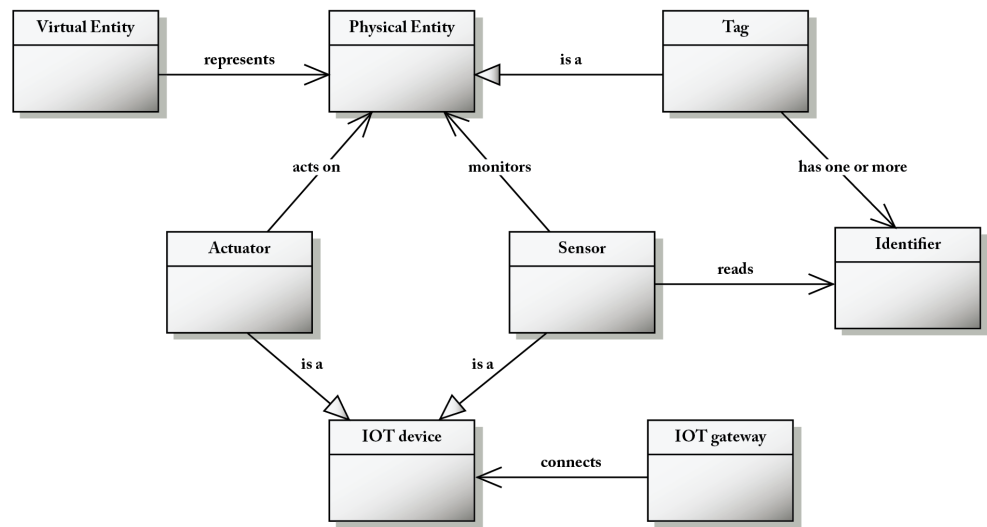 Virtual Entity
Physical Entity
Tag
represents
is a
acts on
monitors
has one or more
Actuator
Sensor
Identifier
reads
is a
is a
IOT device
IOT gateway
connects